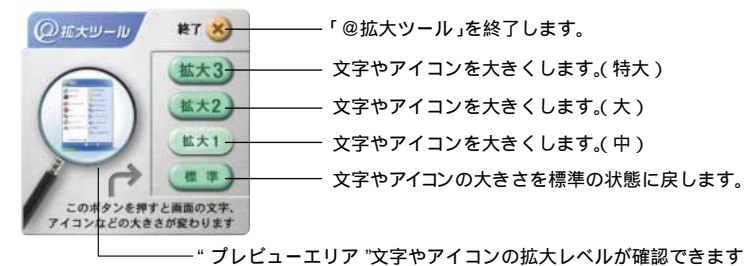 @拡大ツール 終了 「@拡大ツール」を終了します。
拡大3 文字やアイコンを大きくします。(特大)
拡大2 文字やアイコンを大きくします。(大)
拡大1 文字やアイコンを大きくします。(中)
標準 文字やアイコンの大きさを標準の状態に戻します。
このボタンを押すと画面の文字、
アイコンなどの大きさが変わります
“プレビューエリア”文字やアイコンの拡大レベルが確認できます